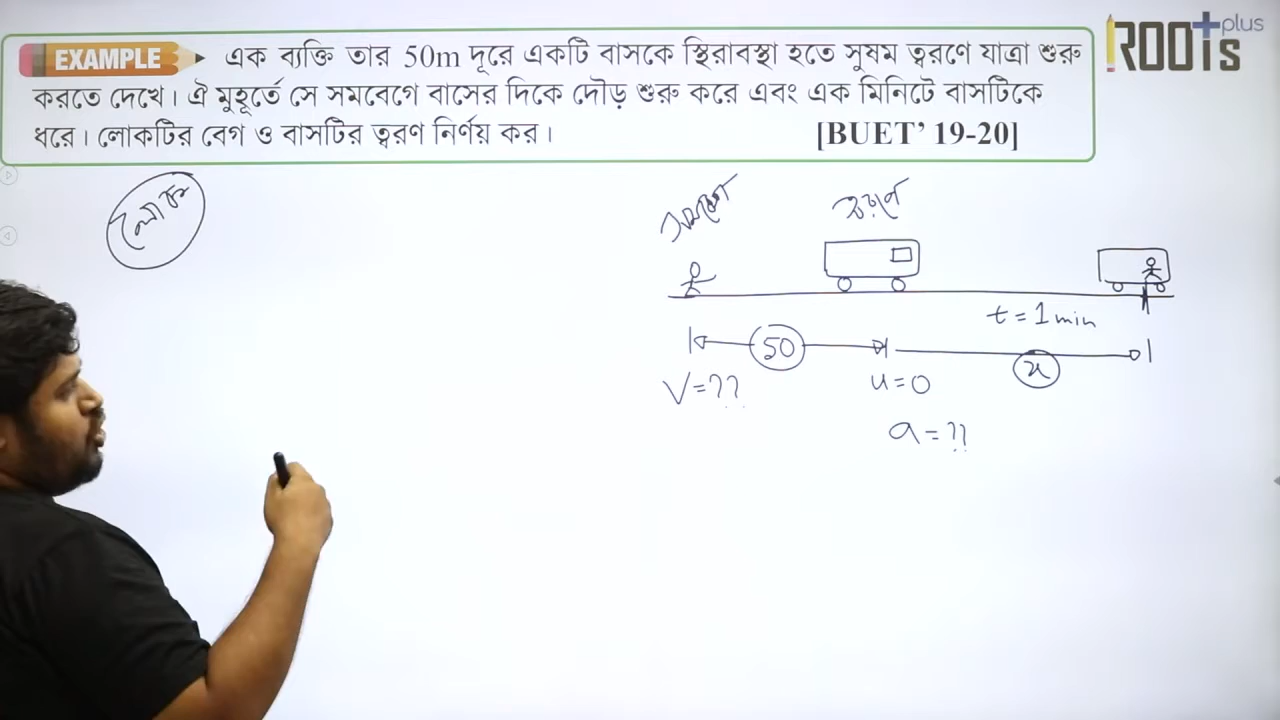 EXAMPLE এক ব্যক্তি তার 50m দূরে একটি বাসকে স্থিরাবস্থা হতে সুষম ত্বরণে যাত্রা শুরু
করতে দেখে। ঐ মুহূর্তে সে সমবেগে বাসের দিকে দৌড় শুরু করে এবং এক মিনিটে বাসটিকে
ধরে। লোকটির বেগ ও বাসটির ত্বরণ নির্ণয় কর। [BUET’ 19-20]
ROOTS plus
লোক
সমবেগে ত্বরণে
t = 1 min
50 x
V = ?? u = 0
a = ??